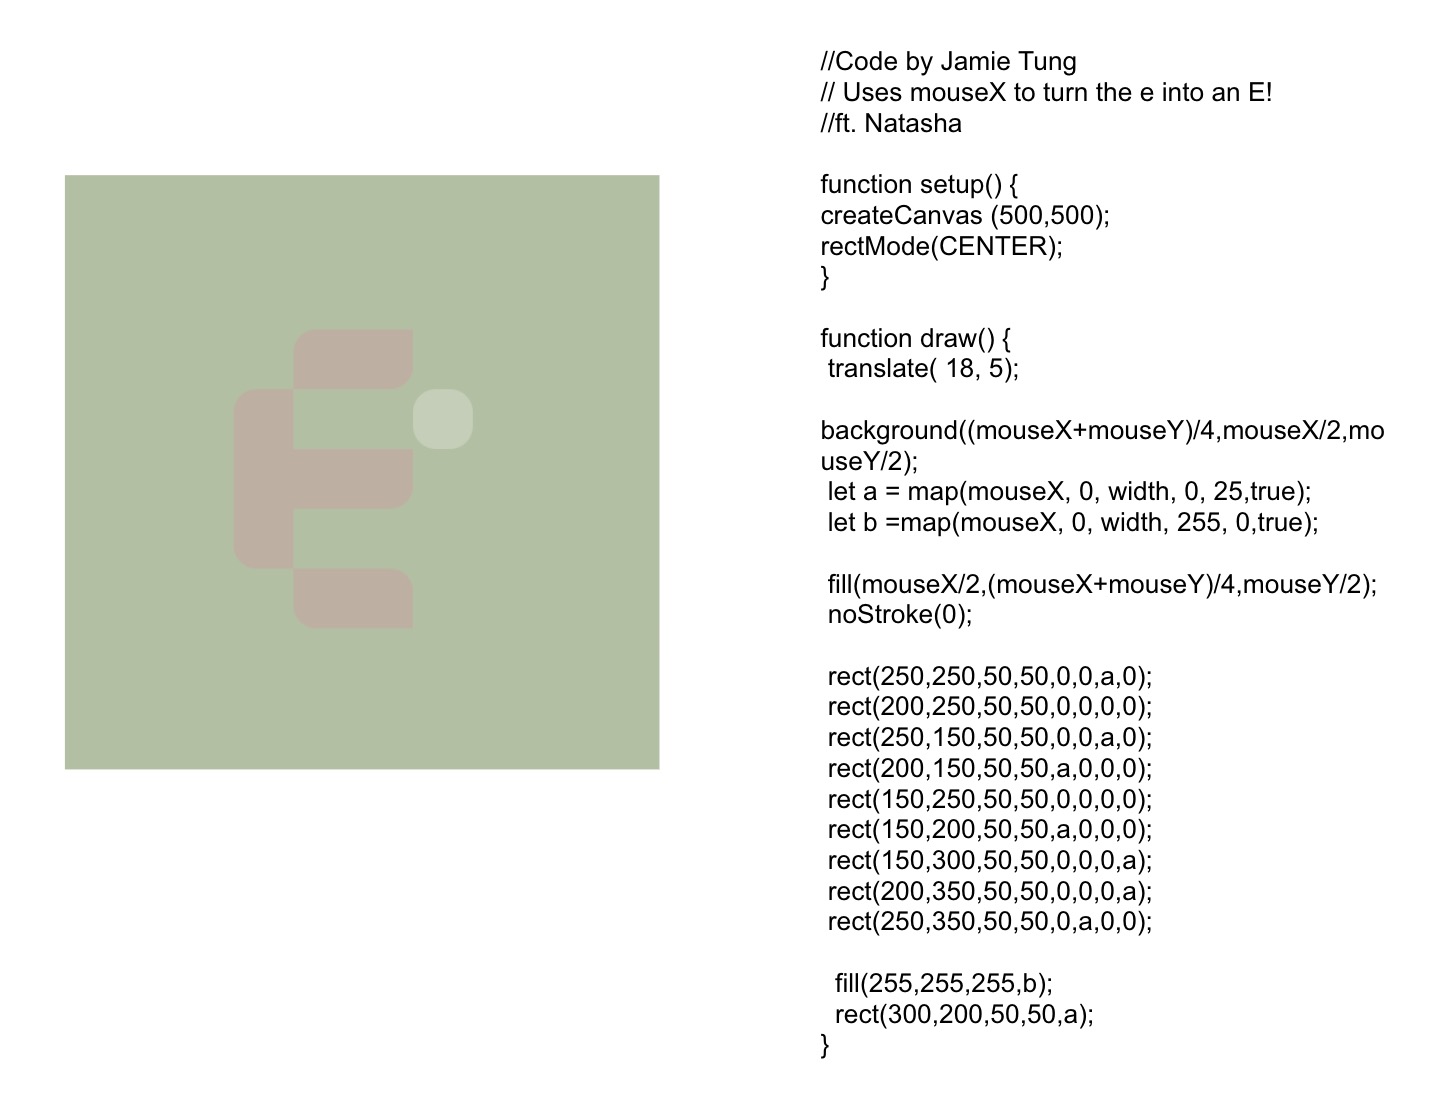 //Code by Jamie Tung
// Uses mouseX to turn the e into an E!
//ft. Natasha
function setup() {
createCanvas (500,500);
rectMode(CENTER);
}
function draw() {
translate( 18, 5);
background((mouseX+mouseY)/4,mouseX/2,mo
useY/2);
let a = map(mouseX, 0, width, 0, 25,true);
let b =map(mouseX, 0, width, 255, 0,true);
fill(mouseX/2,(mouseX+mouseY)/4,mouseY/2);
noStroke(0);
rect(250,250,50,50,0,0,a,0);
rect(200,250,50,50,0,0,0,0);
rect(250,150,50,50,0,0,a,0);
rect(200,150,50,50,a,0,0,0);
rect(150,250,50,50,0,0,0,0);
rect(150,200,50,50,a,0,0,0);
rect(150,300,50,50,0,0,0,a);
rect(200,350,50,50,0,0,0,a);
rect(250,350,50,50,0,a,0,0);
fill(255,255,255,b);
rect(300,200,50,50,a);
}